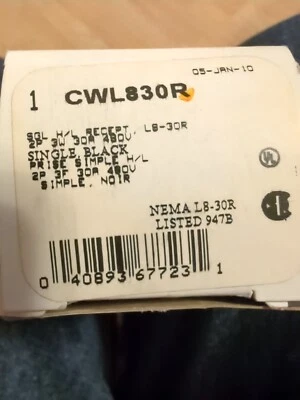 05-JAN-10
1 CWL830R
SGL H/L RECEPT, L8-30R
2P 3W 30A 480V,
SINGLE BLACK
PRISE SIMPLE H/L
2P 3F 30A 480V
SIMPLE, NOIR
UL
NEMA L8-30R
LISTED 947B
0 40893 67723 1